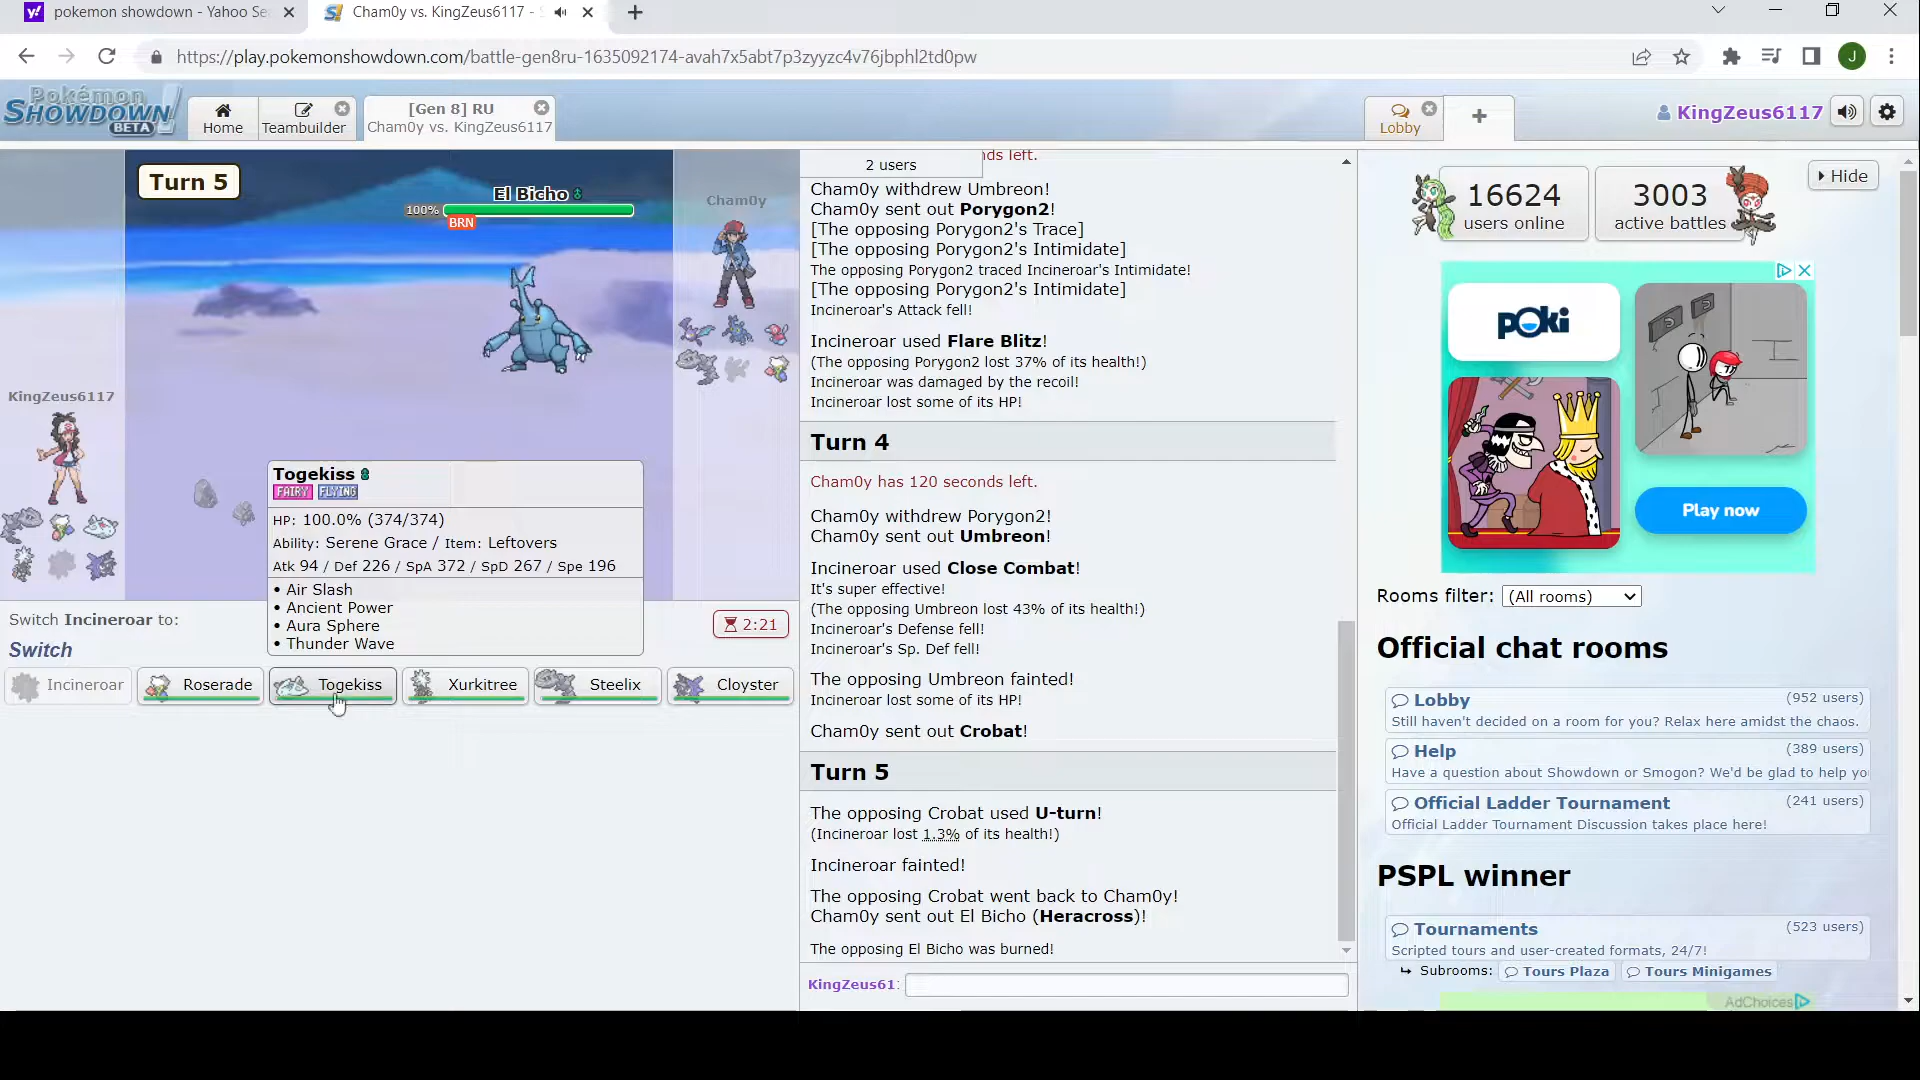 pokemon showdown - Yahoo Se
Cham0y vs. KingZeus6117 -
https://play.pokemonshowdown.com/battle-gen8ru-1635092174-avah7x5abt7p3zyyzc4v76jbphl2td0pw
J
Pokémon
SHOWDOWN!
BETA
Home
Teambuilder
[Gen 8] RU
Cham0y vs. KingZeus6117
Lobby
KingZeus6117
Turn 5
El Bicho
100%
BRN
Cham0y
KingZeus6117
Togekiss
FAIRY FLYING
HP: 100.0% (374/374)
Ability: Serene Grace / Item: Leftovers
Atk 94 / Def 226 / SpA 372 / SpD 267 / Spe 196
• Air Slash
• Ancient Power
• Aura Sphere
• Thunder Wave
Switch Incineroar to:
2:21
Switch
Incineroar
Roserade
Togekiss
Xurkitree
Steelix
Cloyster
2 users
nds left.
Cham0y withdrew Umbreon!
Cham0y sent out Porygon2!
[The opposing Porygon2's Trace]
[The opposing Porygon2's Intimidate]
The opposing Porygon2 traced Incineroar's Intimidate!
[The opposing Porygon2's Intimidate]
Incineroar's Attack fell!
Incineroar used Flare Blitz!
(The opposing Porygon2 lost 37% of its health!)
Incineroar was damaged by the recoil!
Incineroar lost some of its HP!
Turn 4
Cham0y has 120 seconds left.
Cham0y withdrew Porygon2!
Cham0y sent out Umbreon!
Incineroar used Close Combat!
It's super effective!
(The opposing Umbreon lost 43% of its health!)
Incineroar's Defense fell!
Incineroar's Sp. Def fell!
The opposing Umbreon fainted!
Incineroar lost some of its HP!
Cham0y sent out Crobat!
Turn 5
The opposing Crobat used U-turn!
(Incineroar lost 1.3% of its health!)
Incineroar fainted!
The opposing Crobat went back to Cham0y!
Cham0y sent out El Bicho (Heracross)!
The opposing El Bicho was burned!
KingZeus61:
16624
users online
3003
active battles
Hide
poki
Play now
Rooms filter: (All rooms)
Official chat rooms
Lobby (952 users)
Still haven't decided on a room for you? Relax here amidst the chaos.
Help (389 users)
Have a question about Showdown or Smogon? We'd be glad to help yo
Official Ladder Tournament (241 users)
Official Ladder Tournament Discussion takes place here!
PSPL winner
Tournaments (523 users)
Scripted tours and user-created formats, 24/7!
Subrooms: Tours Plaza Tours Minigames
AdChoices